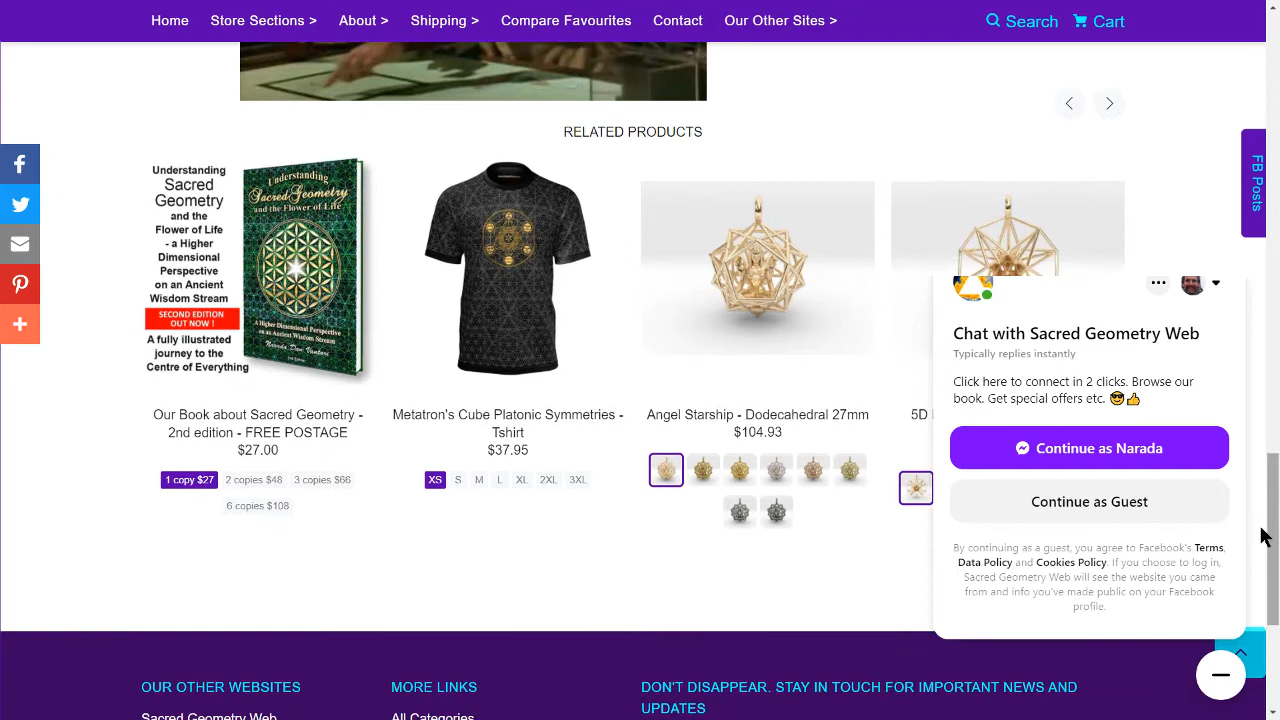 Home
Store Sections >
About >
Shipping >
Compare Favourites
Contact
Our Other Sites >
Search
Cart
FB Posts
RELATED PRODUCTS
Understanding
Sacred
Geometry
and the
Flower of
Life
- a Higher
Dimensional
Perspective
on an Ancient
Wisdom Stream
SECOND EDITION
OUT NOW !
A fully illustrated
journey to the
Centre of Everything
Understanding
Sacred Geometry
and the Flower of Life
A Higher Dimensional Perspective
on an Ancient Wisdom Stream
Our Book about Sacred Geometry -
2nd edition - FREE POSTAGE
$27.00
1 copy $27
2 copies $48
3 copies $66
6 copies $108
Metatron's Cube Platonic Symmetries -
Tshirt
$37.95
XS
S
M
L
XL
2XL
3XL
Angel Starship - Dodecahedral 27mm
$104.93
5D
Chat with Sacred Geometry Web
Typically replies instantly
Click here to connect in 2 clicks. Browse our
book. Get special offers etc. 😎👍
Continue as Narada
Continue as Guest
By continuing as a guest, you agree to Facebook's Terms,
Data Policy and Cookies Policy. If you choose to log in,
Sacred Geometry Web will see the website you came
from and info you've made public on your Facebook
profile.
OUR OTHER WEBSITES
Sacred Geometry Web
MORE LINKS
All Categories
DON'T DISAPPEAR. STAY IN TOUCH FOR IMPORTANT NEWS AND
UPDATES